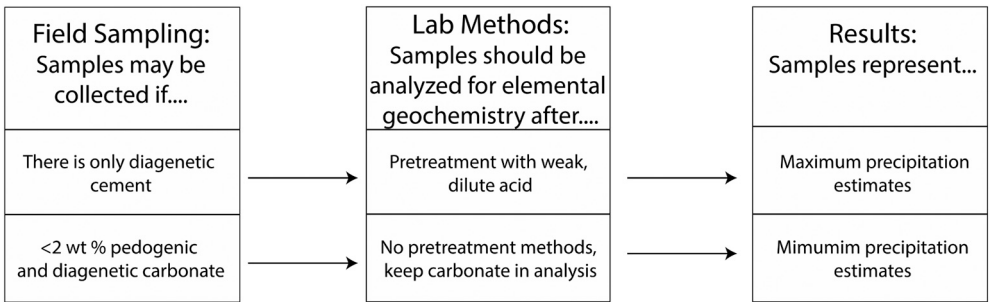 Field Sampling:
Samples may be
collected if....
Lab Methods:
Samples should be
analyzed for elemental
geochemistry after....
Results:
Samples represent...
There is only diagenetic
cement
Pretreatment with weak,
dilute acid
Maximum precipitation
estimates
<2 wt % pedogenic
and diagenetic carbonate
No pretreatment methods,
keep carbonate in analysis
Mimumim precipitation
estimates